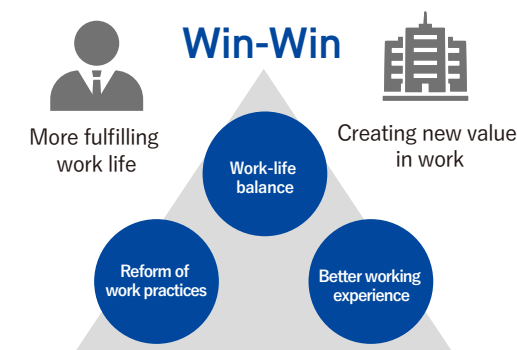 Win-Win
More fulfilling
work life
Creating new value
in work
Work-life
balance
Reform of
work practices
Better working
experience